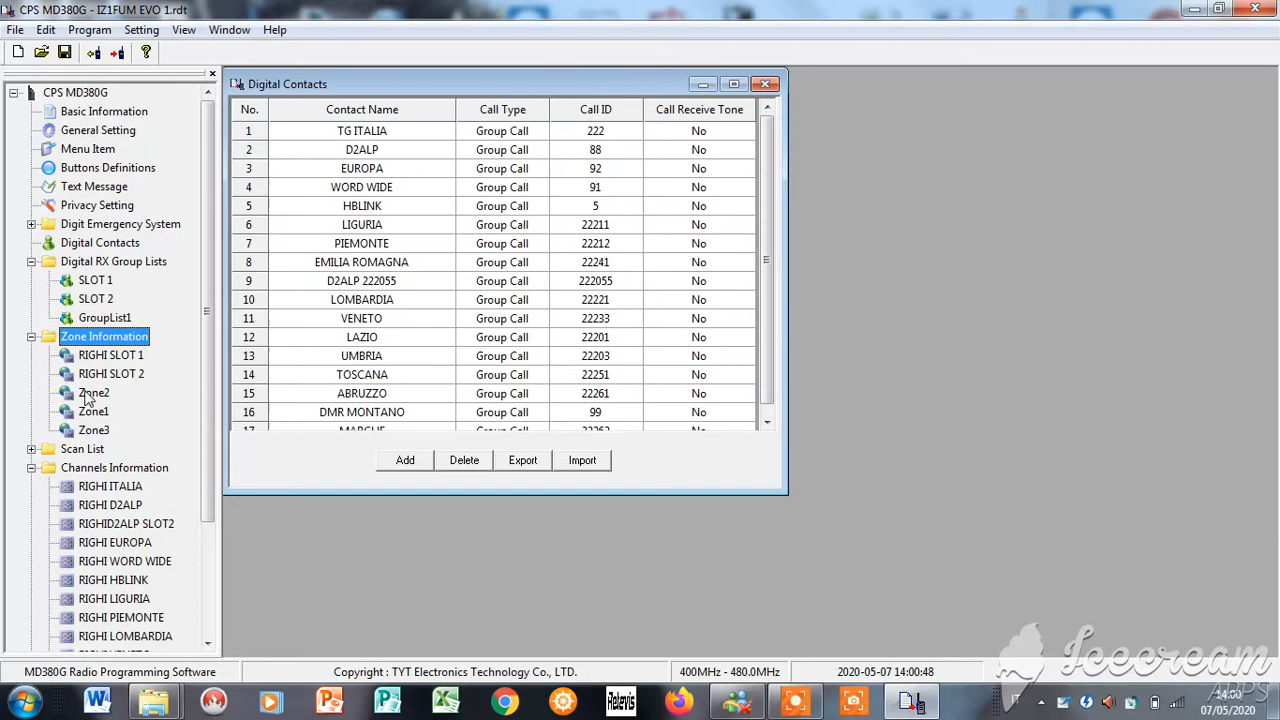 CPS MD380G - IZ1FUM EVO 1.rdt
File Edit Program Setting View Window Help
CPS MD380G
Basic Information
General Setting
Menu Item
Buttons Definitions
Text Message
Privacy Setting
Digit Emergency System
Digital Contacts
Digital RX Group Lists
SLOT 1
SLOT 2
GroupList1
Zone Information
RIGHI SLOT 1
RIGHI SLOT 2
Zone2
Zone1
Zone3
Scan List
Channels Information
RIGHI ITALIA
RIGHI D2ALP
RIGHID2ALP SLOT2
RIGHI EUROPA
RIGHI WORD WIDE
RIGHI HBLINK
RIGHI LIGURIA
RIGHI PIEMONTE
RIGHI LOMBARDIA
Digital Contacts
No. Contact Name Call Type Call ID Call Receive Tone
1 TG ITALIA Group Call 222 No
2 D2ALP Group Call 88 No
3 EUROPA Group Call 92 No
4 WORD WIDE Group Call 91 No
5 HBLINK Group Call 5 No
6 LIGURIA Group Call 22211 No
7 PIEMONTE Group Call 22212 No
8 EMILIA ROMAGNA Group Call 22241 No
9 D2ALP 222055 Group Call 222055 No
10 LOMBARDIA Group Call 22221 No
11 VENETO Group Call 22233 No
12 LAZIO Group Call 22201 No
13 UMBRIA Group Call 22203 No
14 TOSCANA Group Call 22251 No
15 ABRUZZO Group Call 22261 No
16 DMR MONTANO Group Call 99 No
17 MARCHE Group Call 22262 No
Add Delete Export Import
MD380G Radio Programming Software Copyright : TYT Electronics Technology Co., LTD. 400MHz - 480.0MHz 2020-05-07 14:00:48
Icecream
APPS
Relevis
IT
14:00
07/05/2020